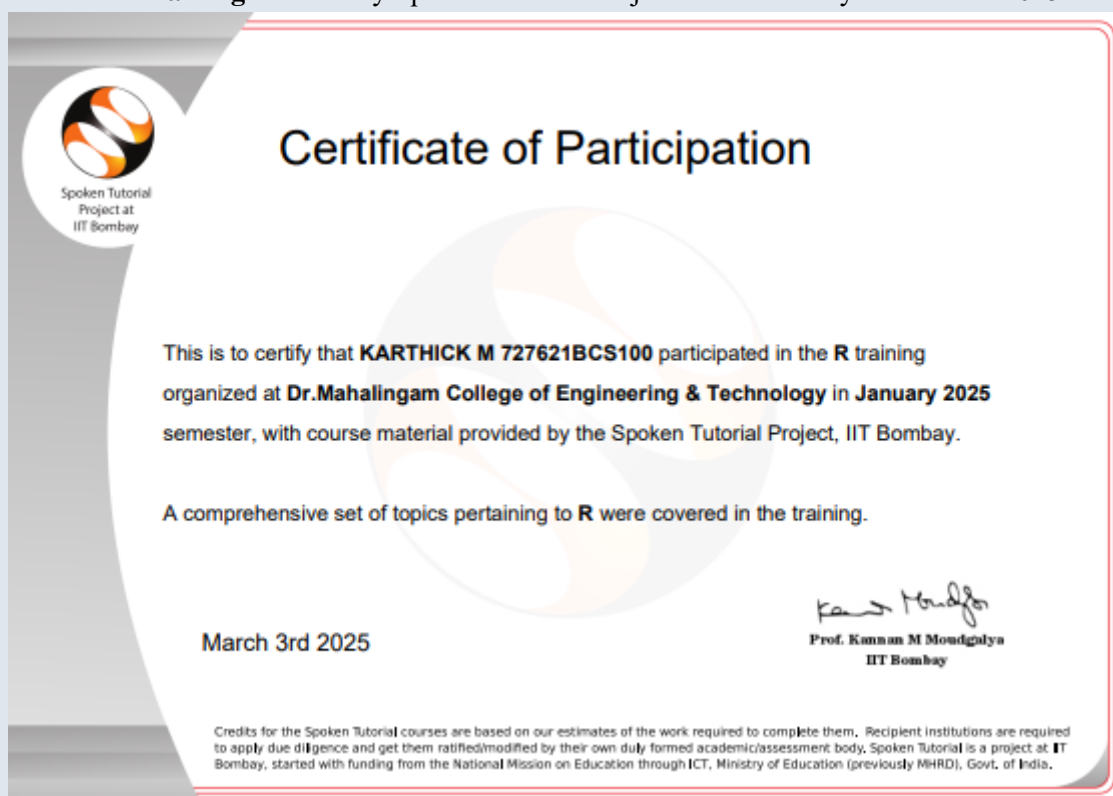 Spoken Tutorial
Project at
IIT Bombay
Certificate of Participation
This is to certify that KARTHICK M 727621BCS100 participated in the R training
organized at Dr.Mahalingam College of Engineering & Technology in January 2025
semester, with course material provided by the Spoken Tutorial Project, IIT Bombay.
A comprehensive set of topics pertaining to R were covered in the training.
March 3rd 2025
Prof. Kannan M Moudgalya
IIT Bombay
Credits for the Spoken Tutorial courses are based on our estimates of the work required to complete them. Recipient institutions are required
to apply due diligence and get them ratified/modified by their own duly formed academic/assessment body. Spoken Tutorial is a project at IIT
Bombay, started with funding from the National Mission on Education through ICT, Ministry of Education (previously MHRD), Govt. of India.